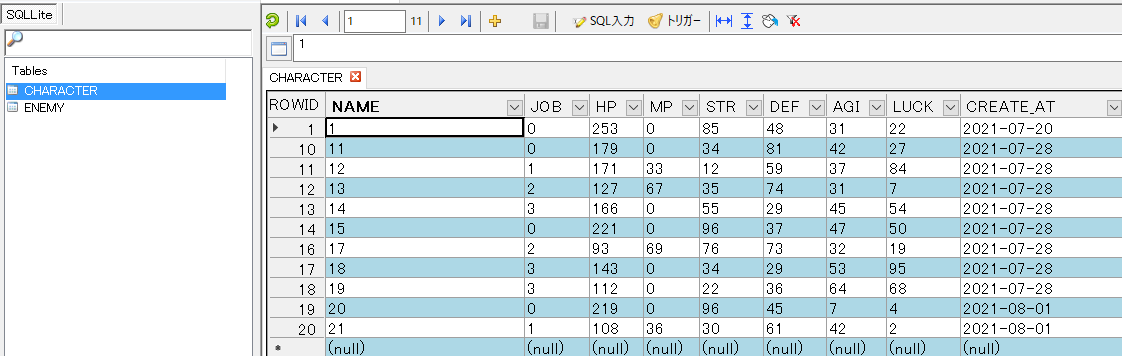 SQLLite
1 11 SQL入力 トリガー
1
Tables
CHARACTER
ENEMY
CHARACTER
ROWID NAME JOB HP MP STR DEF AGI LUCK CREATE_AT
1 1 0 253 0 85 48 31 22 2021-07-20
10 11 0 179 0 34 81 42 27 2021-07-28
11 12 1 171 33 12 59 37 84 2021-07-28
12 13 2 127 67 35 74 31 7 2021-07-28
13 14 3 166 0 55 29 45 54 2021-07-28
14 15 0 221 0 96 37 47 50 2021-07-28
16 17 2 93 69 76 73 32 19 2021-07-28
17 18 3 143 0 34 29 53 95 2021-07-28
18 19 3 112 0 22 36 64 68 2021-07-28
19 20 0 219 0 96 45 7 4 2021-08-01
20 21 1 108 36 30 61 42 2 2021-08-01
* (null) (null) (null) (null) (null) (null) (null) (null) (null)